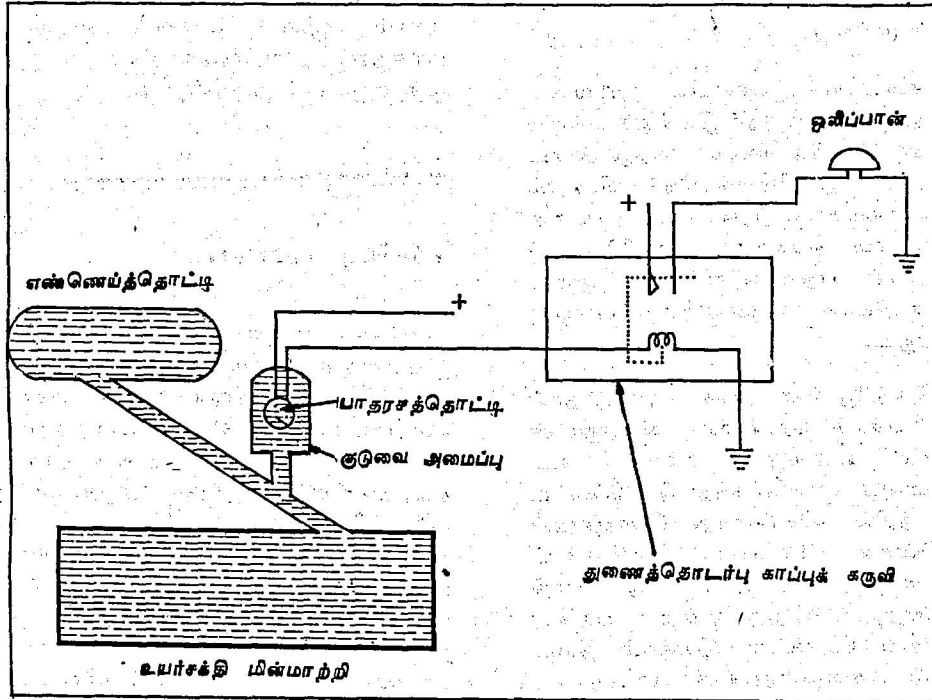 ஒலிப்பான்
+
எண்ணெய்த்தொட்டி
+
பாதரசத்தொட்டி
குடுவை அமைப்பு
துணைத்தொடர்பு காப்புக் கருவி
உயர்சக்தி மின்மாற்றி